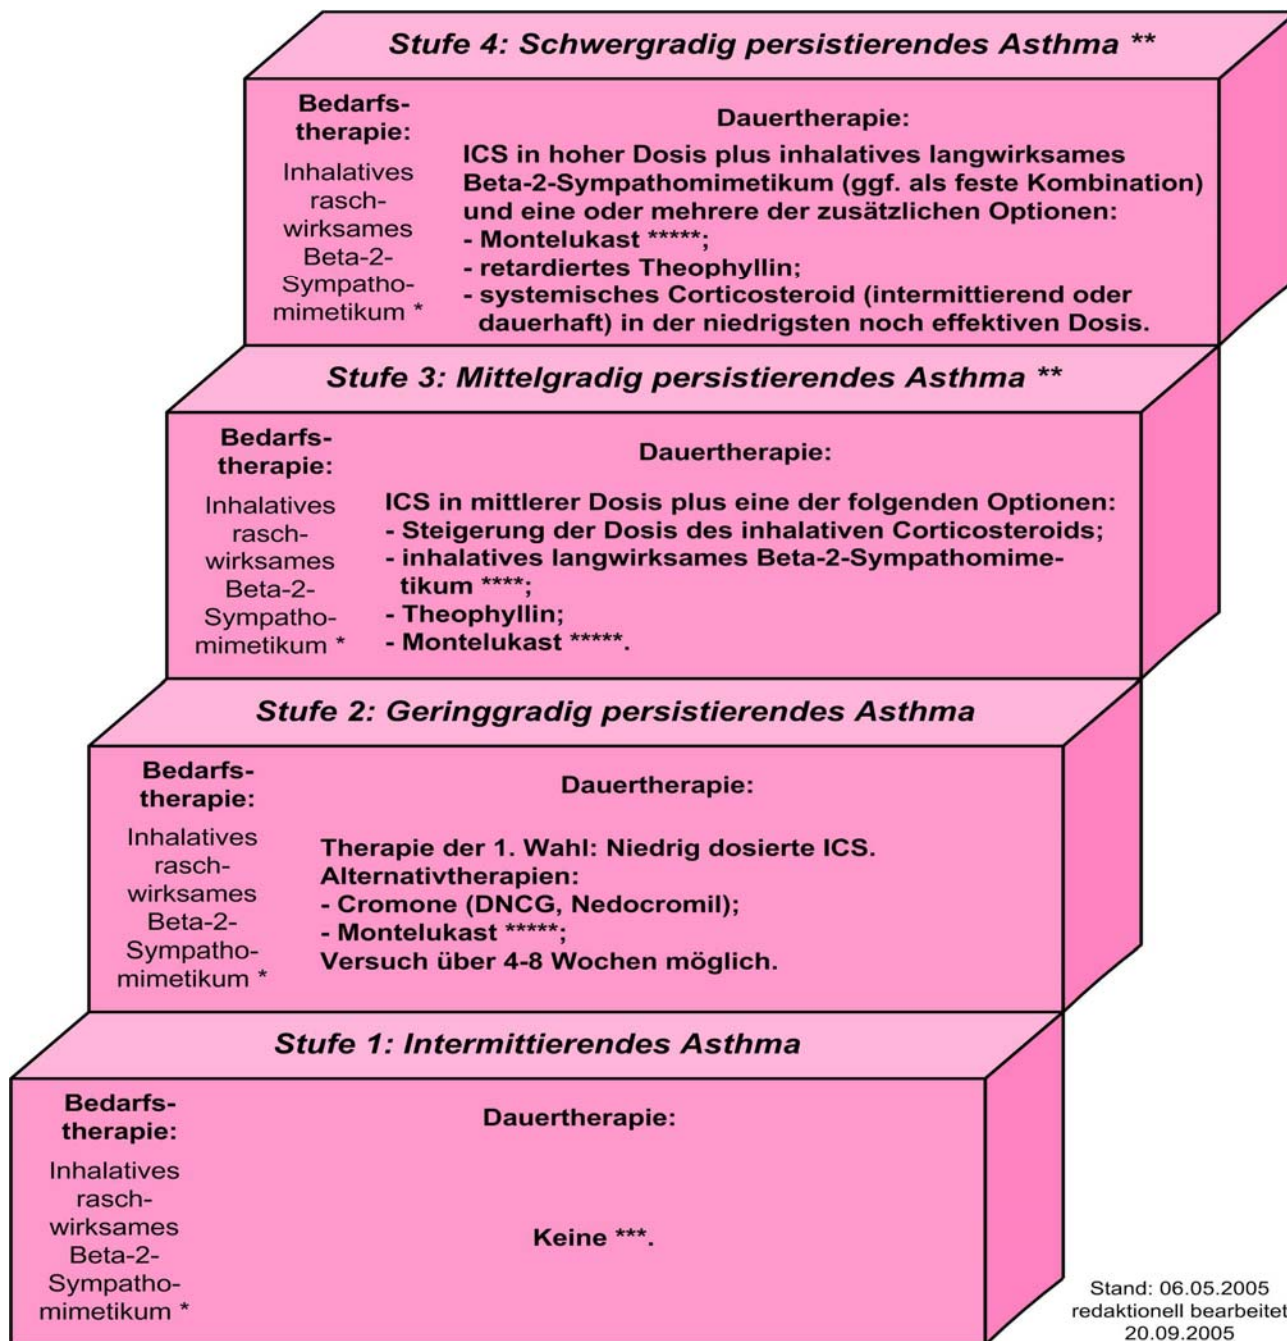 Stufe 4: Schwergradig persistierendes Asthma **
Bedarfs-
therapie:
Inhalatives
rasch-
wirksames
Beta-2-
Sympatho-
mimetikum *
Dauertherapie:
ICS in hoher Dosis plus inhalatives langwirksames
Beta-2-Sympathomimetikum (ggf. als feste Kombination)
und eine oder mehrere der zusätzlichen Optionen:
- Montelukast *****;
- retardiertes Theophyllin;
- systemisches Corticosteroid (intermittierend oder
dauerhaft) in der niedrigsten noch effektiven Dosis.
Stufe 3: Mittelgradig persistierendes Asthma **
Bedarfs-
therapie:
Inhalatives
rasch-
wirksames
Beta-2-
Sympatho-
mimetikum *
Dauertherapie:
ICS in mittlerer Dosis plus eine der folgenden Optionen:
- Steigerung der Dosis des inhalativen Corticosteroids;
- inhalatives langwirksames Beta-2-Sympathomime-
tikum ****;
- Theophyllin;
- Montelukast *****.
Stufe 2: Geringgradig persistierendes Asthma
Bedarfs-
therapie:
Inhalatives
rasch-
wirksames
Beta-2-
Sympatho-
mimetikum *
Dauertherapie:
Therapie der 1. Wahl: Niedrig dosierte ICS.
Alternativtherapien:
- Cromone (DNCG, Nedocromil);
- Montelukast *****;
Versuch über 4-8 Wochen möglich.
Stufe 1: Intermittierendes Asthma
Bedarfs-
therapie:
Inhalatives
rasch-
wirksames
Beta-2-
Sympatho-
mimetikum *
Dauertherapie:
Keine ***.
Stand: 06.05.2005
redaktionell bearbeitet
20.09.2005